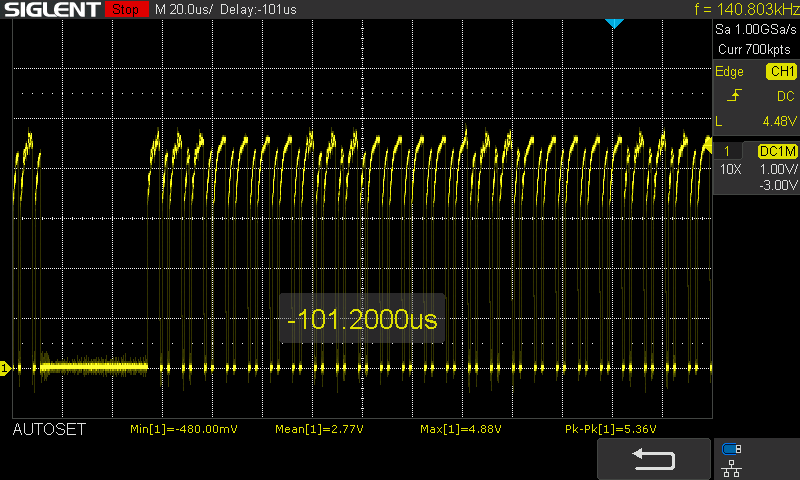 SIGLENT Stop M 20.0us/ Delay:-101us f = 140.803kHz
Sa 1.00GSa/s
Curr 700kpts
Edge CH1
DC
L 4.48V
1 DC1M
10X 1.00V/
-3.00V
-101.2000us
1
AUTOSET Min[1]=-480.00mV Mean[1]=2.77V Max[1]=4.88V Pk-Pk[1]=5.36V